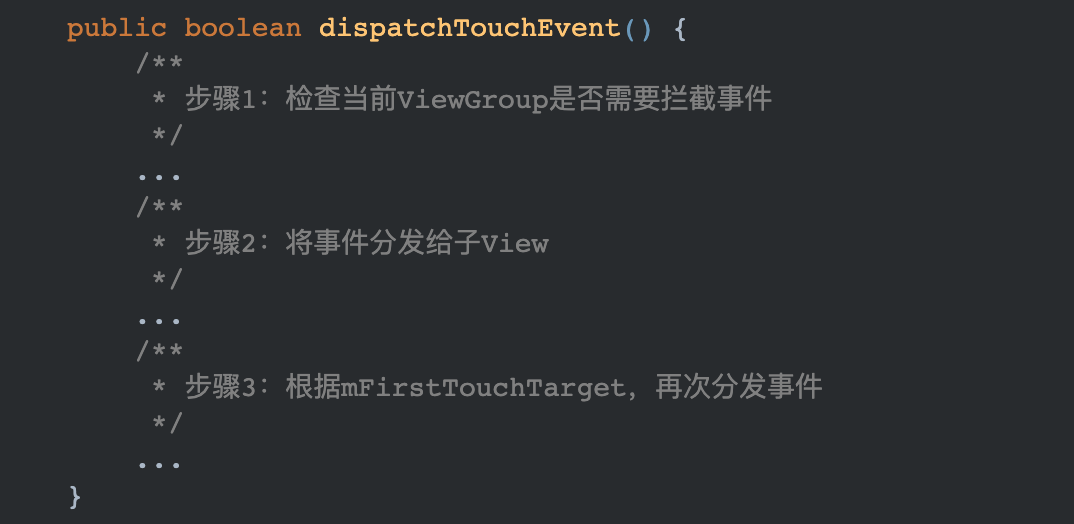 public boolean dispatchTouchEvent() {
/**
* 步骤1：检查当前ViewGroup是否需要拦截事件
*/
...
/**
* 步骤2：将事件分发给子View
*/
...
/**
* 步骤3：根据mFirstTouchTarget，再次分发事件
*/
...
}